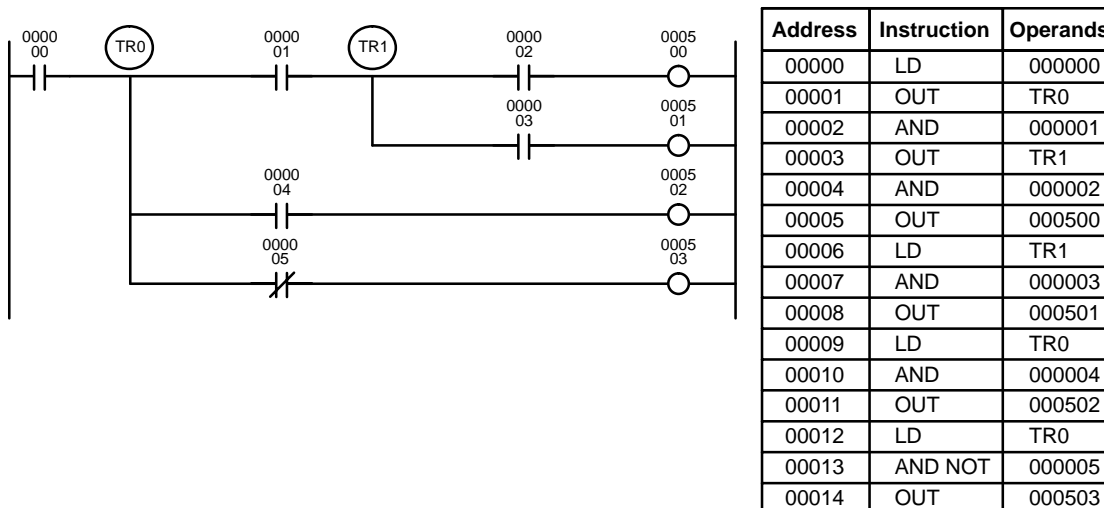 0000 00
TR0
0000 01
TR1
0000 02
0005 00
0000 03
0005 01
0000 04
0005 02
0000 05
0005 03
Address Instruction Operands
00000 LD 000000
00001 OUT TR0
00002 AND 000001
00003 OUT TR1
00004 AND 000002
00005 OUT 000500
00006 LD TR1
00007 AND 000003
00008 OUT 000501
00009 LD TR0
00010 AND 000004
00011 OUT 000502
00012 LD TR0
00013 AND NOT 000005
00014 OUT 000503